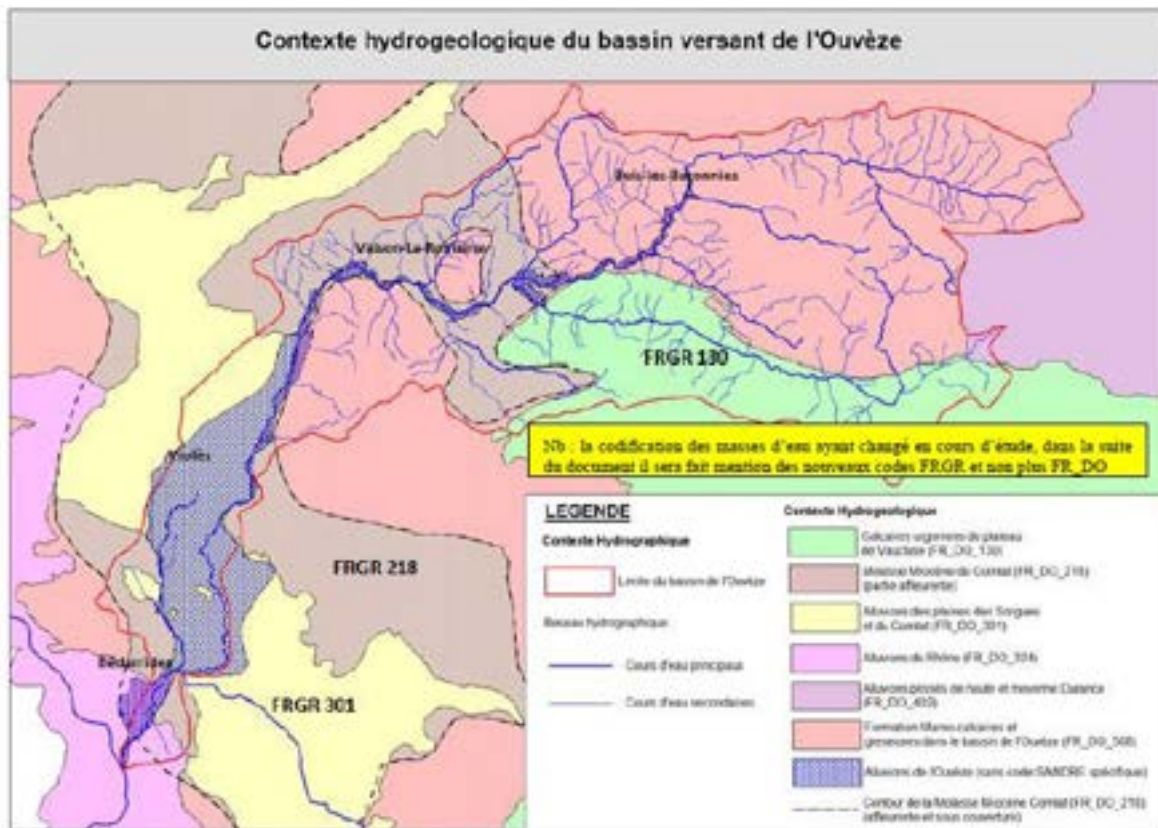 Contexte hydrogeologique du bassin versant de l'Ouvèze
Buis-les-Baronnies
Vaison-La-Romaine
FRGR 130
Nb : la codification des masses d'eau ayant changé en cours d'étude, dans la suite
du document il sera fait mention des nouveaux codes FRGR et non plus FR_DO
Violès
FRGR 218
Bédarrides
FRGR 301
LEGENDE
Contexte Hydrographique
Limite du bassin de l'Ouvèze
Réseau hydrographique
Cours d'eau principaux
Cours d'eau secondaires
Contexte Hydrogeologique
Calcaires urgoniens du plateau
de Vaucluse (FR_DO_130)
Molasse Miocène du Comtat (FR_DO_218)
(partie affleurante)
Alluvions des plaines des Sorgues
et du Comtat (FR_DO_301)
Alluvions du Rhône
de haute et moyenne Durance
Formation Marno-calcaires et
greseuses dans le bassin de l'Ouvèze (FR_DO_508)
Alluvions de l'Ouvèze (sans code SANDRE spécifique)
Contour de la Molasse Miocène Comtat (FR_DO_218)
(affleurante et sous couverture)